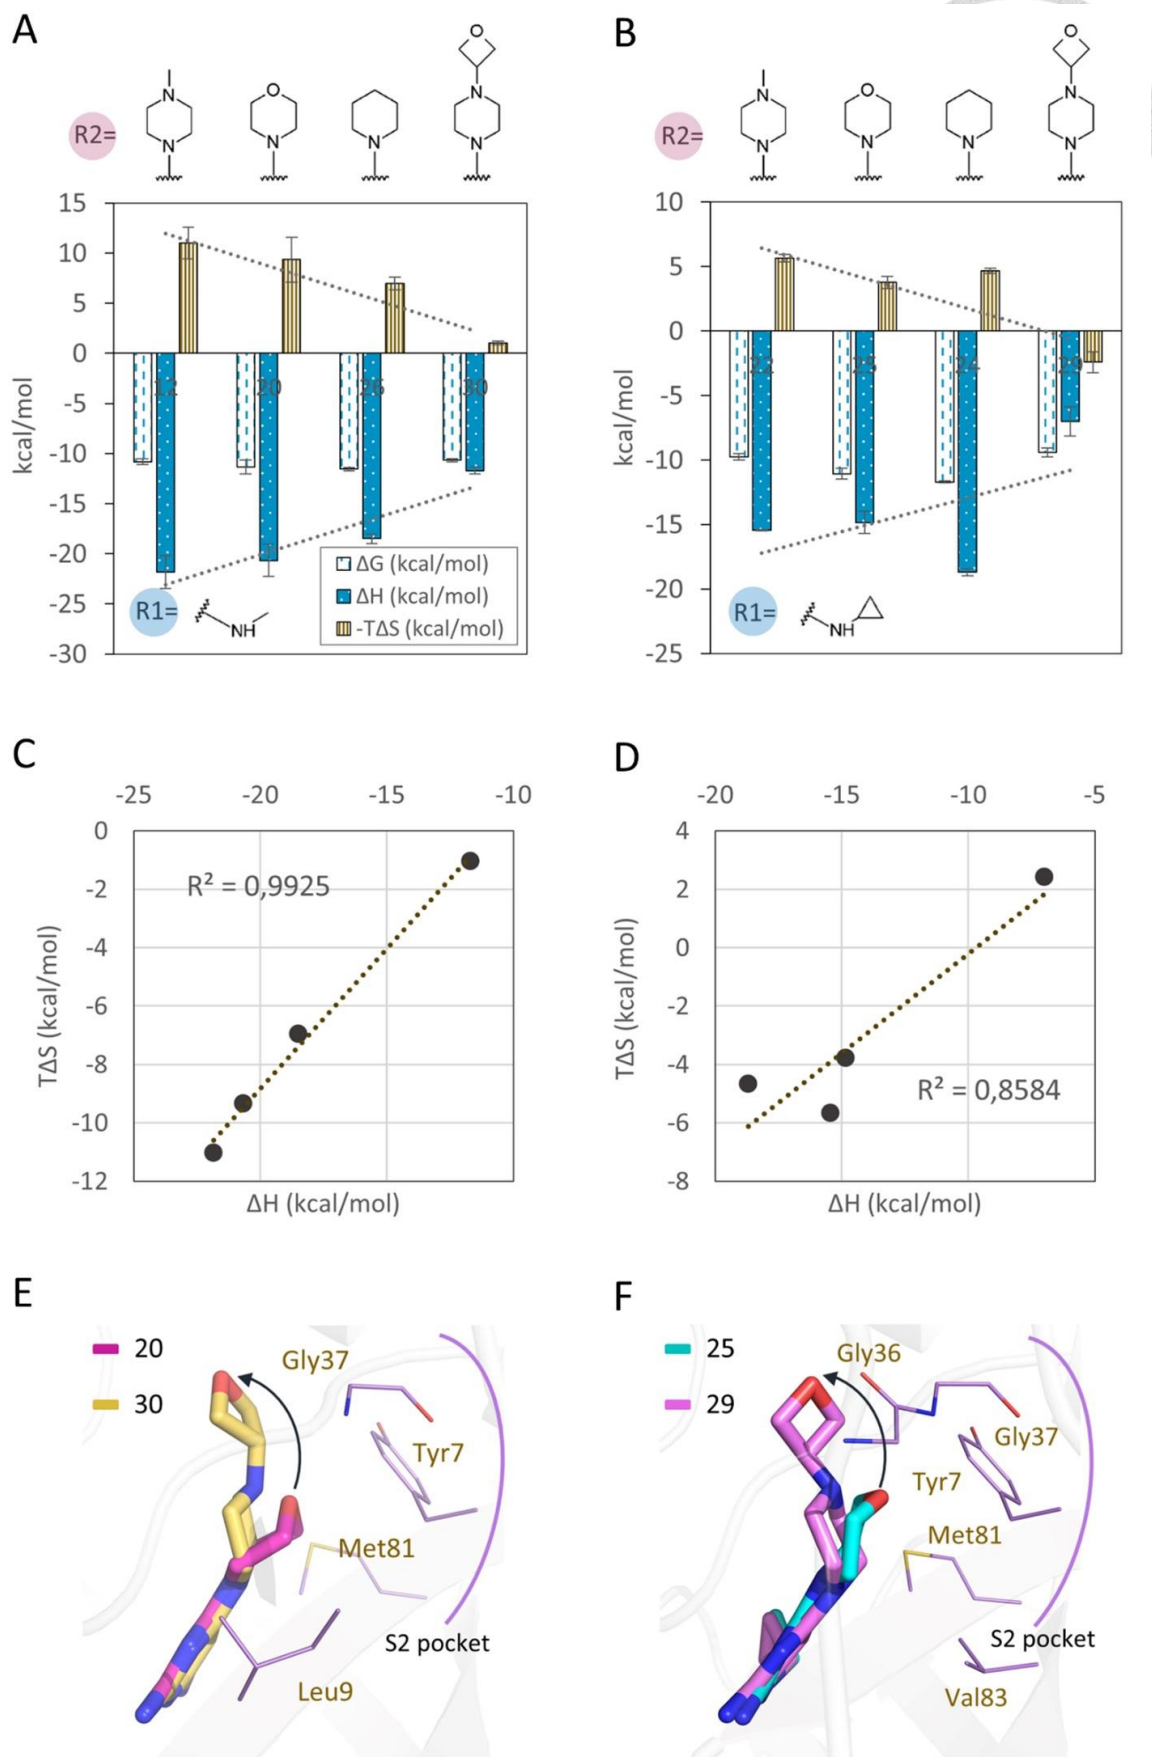 A
B
O
O
N
O
N
N
O
N
R2=
N
N
N
N
R2=
N
N
N
N
15
10
5
0
-5
-10
-15
-20
-25
-30
kcal/mol
12
20
26
30
ΔG (kcal/mol)
ΔH (kcal/mol)
-TΔS (kcal/mol)
R1=
NH
10
5
0
-5
-10
-15
-20
-25
kcal/mol
22
25
24
29
R1=
NH
C
-25
-20
-15
-10
0
-2
-4
-6
-8
-10
-12
R² = 0,9925
TΔS (kcal/mol)
ΔH (kcal/mol)
D
-20
-15
-10
-5
4
2
0
-2
-4
-6
-8
R² = 0,8584
TΔS (kcal/mol)
ΔH (kcal/mol)
E
20
30
Gly37
Tyr7
Met81
S2 pocket
Leu9
F
25
29
Gly36
Gly37
Tyr7
Met81
S2 pocket
Val83